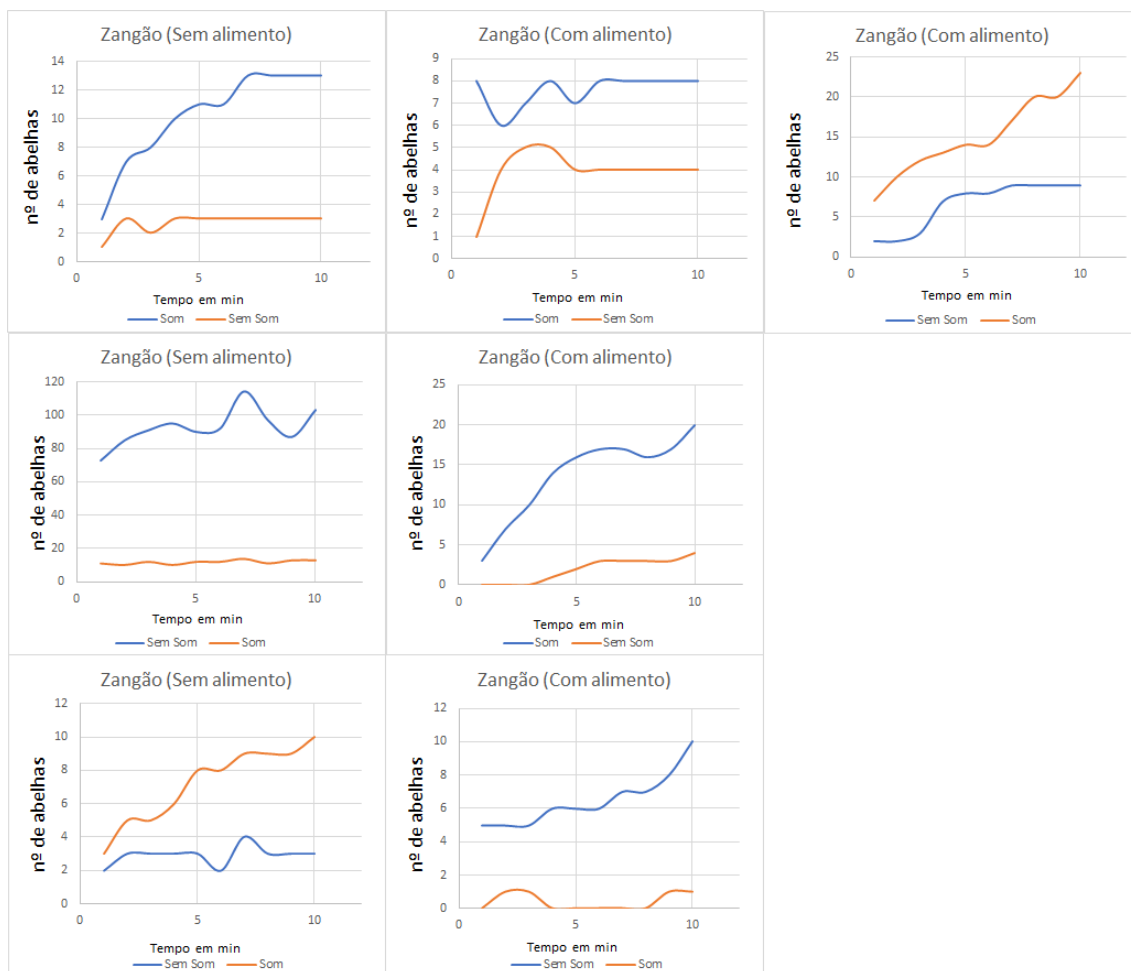 Zangão (Sem alimento)
nº de abelhas
14
12
10
8
6
4
2
0
0 5 10
Tempo em min
Som Sem Som
Zangão (Com alimento)
nº de abelhas
9
8
7
6
5
4
3
2
1
0
0 5 10
Tempo em min
Som Sem Som
Zangão (Com alimento)
nº de abelhas
25
20
15
10
5
0
0 5 10
Tempo em min
Sem Som Som
Zangão (Sem alimento)
nº de abelhas
120
100
80
60
40
20
0
0 5 10
Tempo em min
Sem Som Som
Zangão (Com alimento)
nº de abelhas
25
20
15
10
5
0
0 5 10
Tempo em min
Som Sem Som
Zangão (Sem alimento)
nº de abelhas
12
10
8
6
4
2
0
0 5 10
Tempo em min
Sem Som Som
Zangão (Com alimento)
nº de abelhas
12
10
8
6
4
2
0
0 5 10
Tempo em min
Sem Som Som